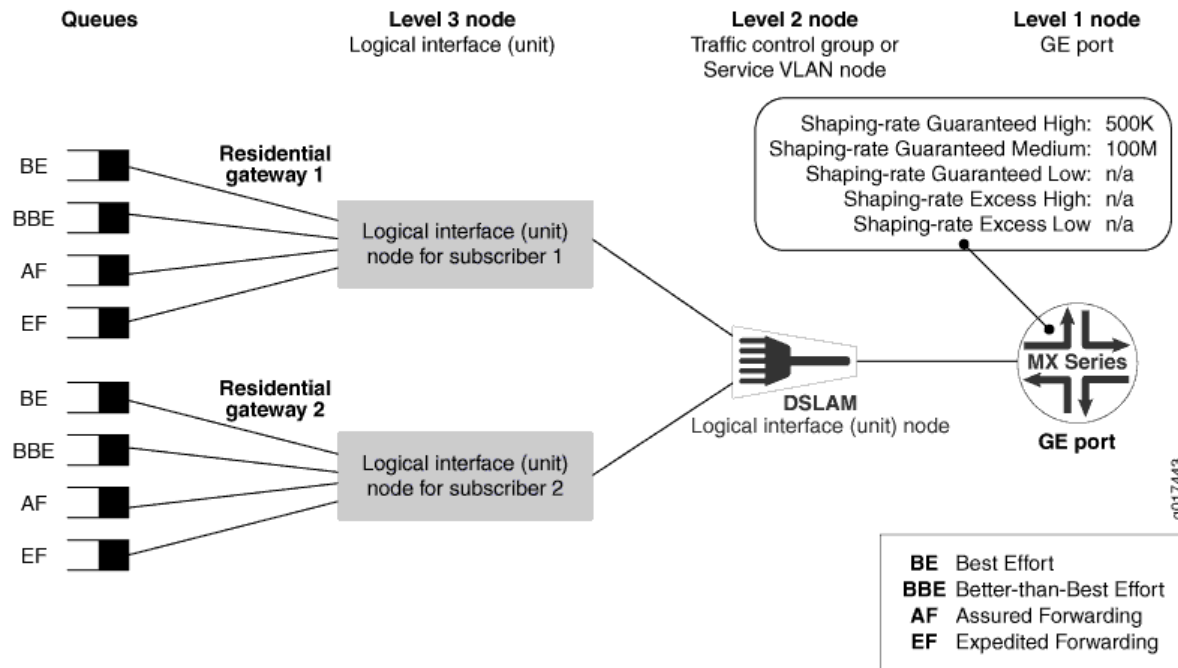 Queues
Level 3 node
Logical interface (unit)
Level 2 node
Traffic control group or
Service VLAN node
Level 1 node
GE port
Shaping-rate Guaranteed High: 500K
Shaping-rate Guaranteed Medium: 100M
Shaping-rate Guaranteed Low: n/a
Shaping-rate Excess High: n/a
Shaping-rate Excess Low n/a
Residential
gateway 1
BE
BBE
AF
EF
Logical interface (unit)
node for subscriber 1
Residential
gateway 2
BE
BBE
AF
EF
Logical interface (unit)
node for subscriber 2
DSLAM
Logical interface (unit) node
MX Series
GE port
g017443
BE Best Effort
BBE Better-than-Best Effort
AF Assured Forwarding
EF Expedited Forwarding